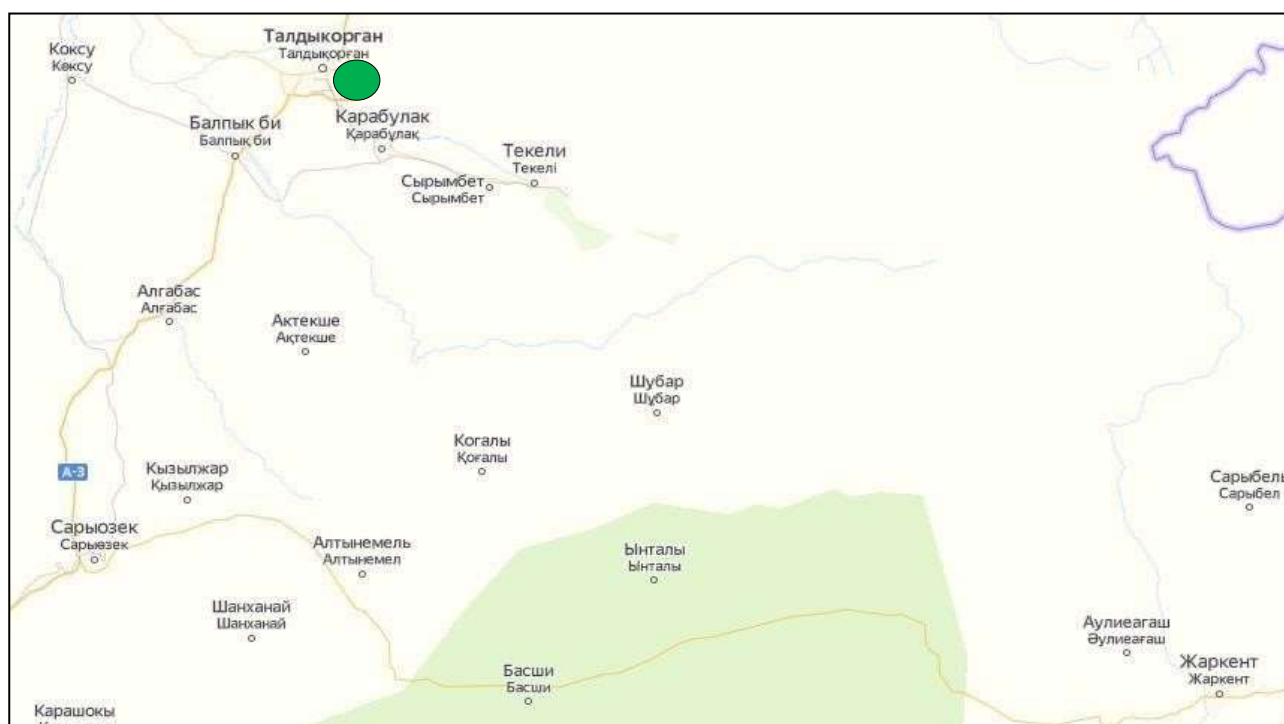 Талдыкорган
Талдықорған
Коксу
Көксу
Карабулак
Қарабұлақ
Балпык би
Балпық би
Текели
Текелі
Сырымбет
Сырымбет
Алгабас
Алғабас
Актекше
Ақтекше
Шубар
Шұбар
Когалы
Қоғалы
А-3
Кызылжар
Қызылжар
Сарыбель
Сарыбел
Сарыозек
Сарыөзек
Алтынемель
Алтынемел
Ынталы
Ынталы
Шанханай
Шанханай
Аулиеагаш
Әулиеағаш
Басши
Басши
Жаркент
Жаркент
Карашокы